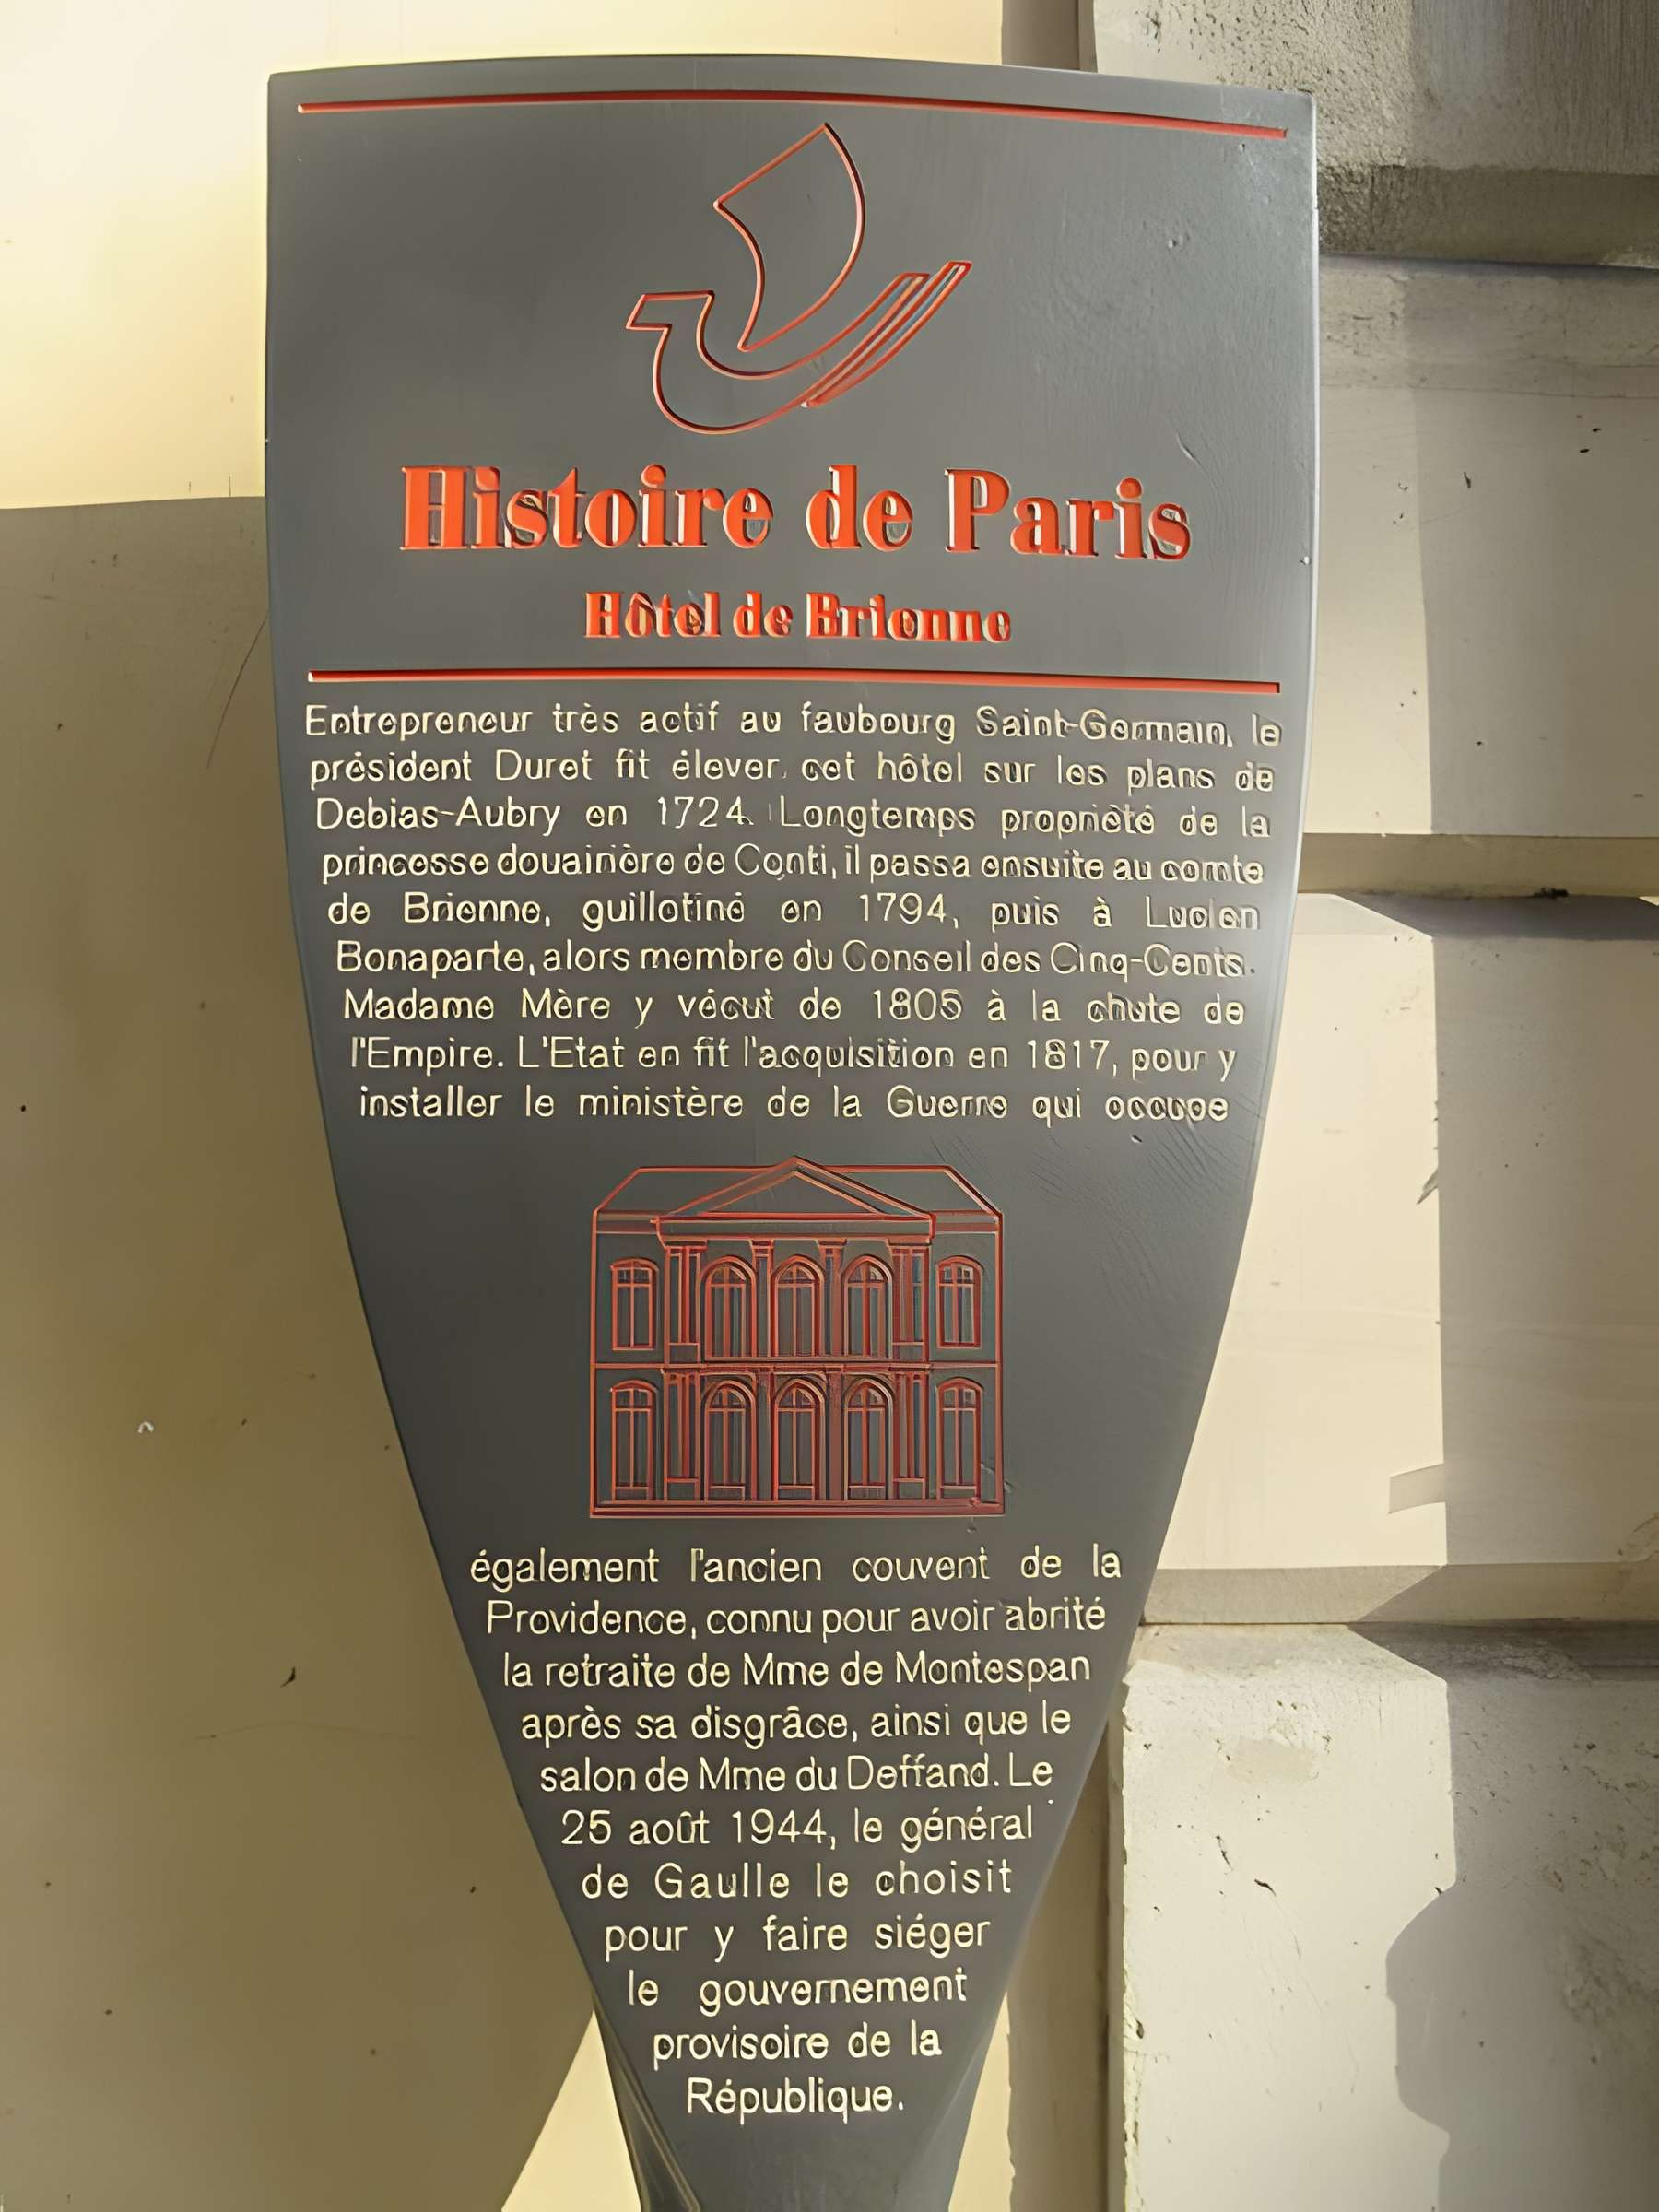 Histoire de Paris
Hôtel de Brienne
Entrepreneur très actif au faubourg Saint-Germain, le
président Duret fit élever cet hôtel sur les plans de
Debias-Aubry en 1724. Longtemps propriété de la
princesse douairière de Conti, il passa ensuite au comte
de Brienne, guillotiné en 1794, puis à Lucien
Bonaparte, alors membre du Conseil des Cinq-Cents.
Madame Mère y vécut de 1805 à la chute de
l'Empire. L'Etat en fit l'acquisition en 1817, pour y
installer le ministère de la Guerre qui occupe
également l'ancien couvent de la
Providence, connu pour avoir abrité
la retraite de Mme de Montespan
après sa disgrâce, ainsi que le
salon de Mme du Deffand. Le
25 août 1944, le général
de Gaulle le choisit
pour y faire siéger
le gouvernement
provisoire de la
République.